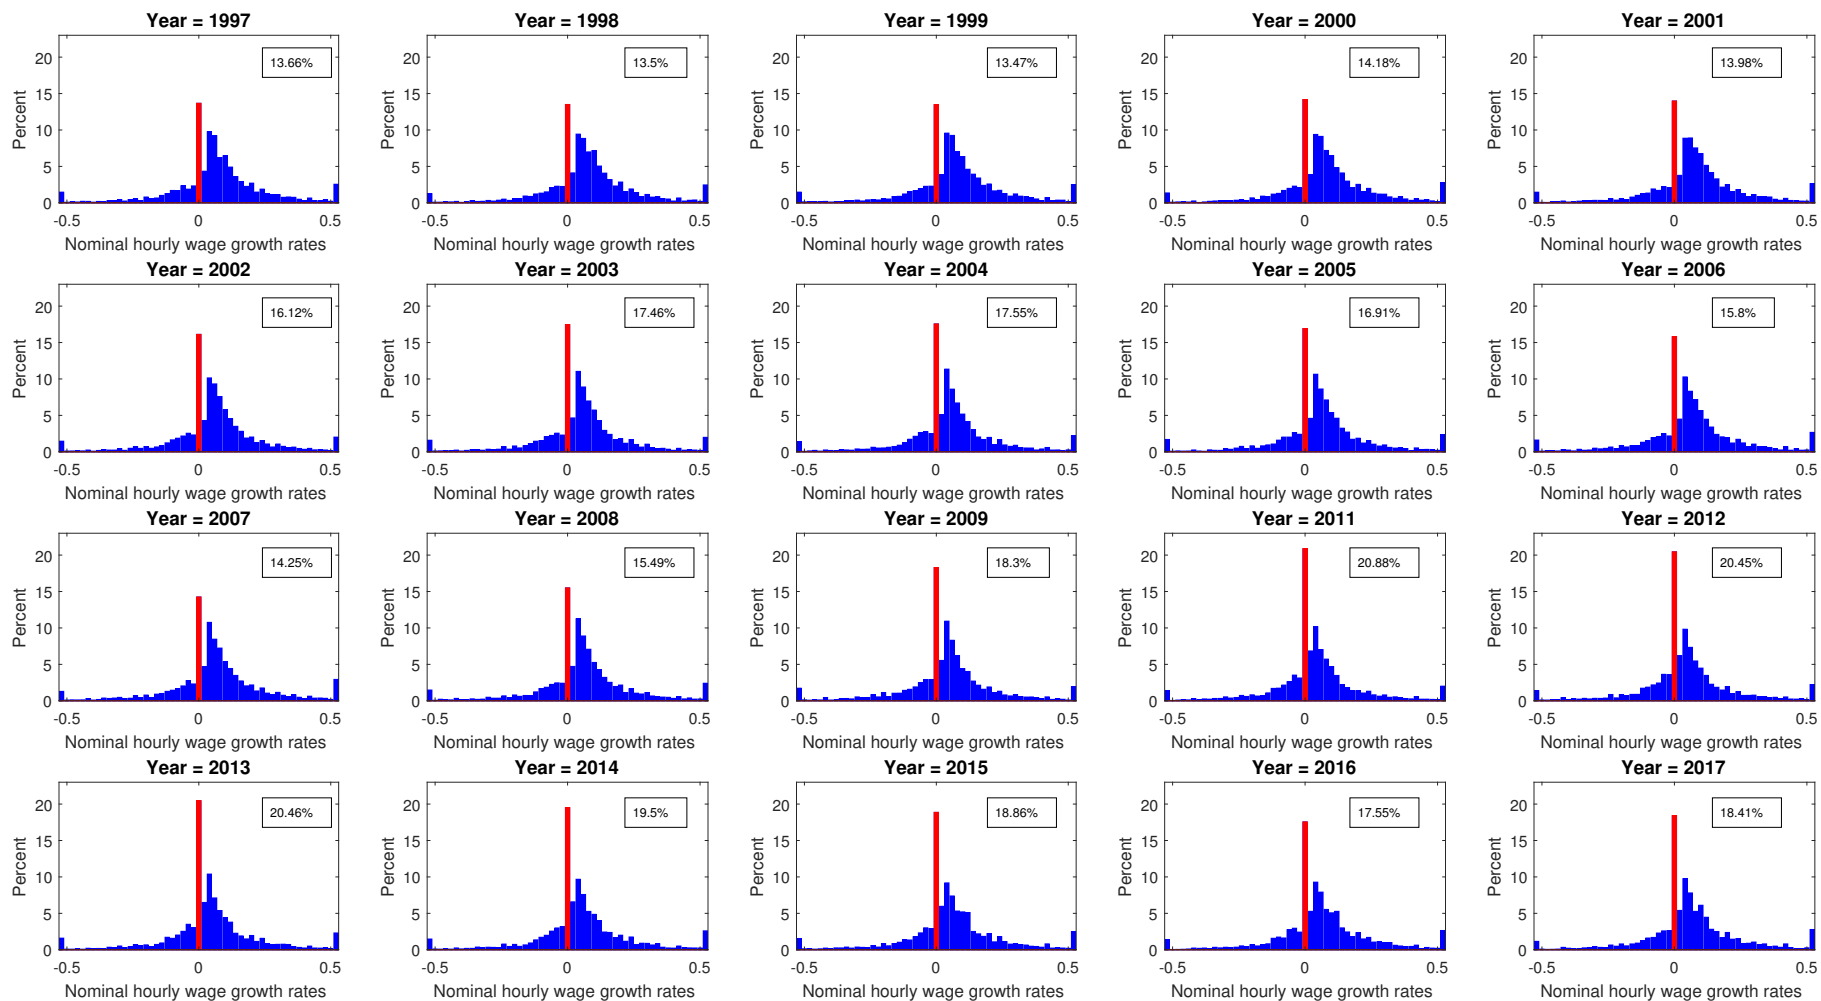 Year = 1997
Year = 1998
Year = 1999
Year = 2000
Year = 2001
13.66%
13.5%
13.47%
14.18%
13.98%
Percent
20
15
10
5
0
Percent
20
15
10
5
0
Percent
20
15
10
5
0
Percent
20
15
10
5
0
Percent
20
15
10
5
0
-0.5 0 0.5
-0.5 0 0.5
-0.5 0 0.5
-0.5 0 0.5
-0.5 0 0.5
Nominal hourly wage growth rates
Nominal hourly wage growth rates
Nominal hourly wage growth rates
Nominal hourly wage growth rates
Nominal hourly wage growth rates
Year = 2002
Year = 2003
Year = 2004
Year = 2005
Year = 2006
16.12%
17.46%
17.55%
16.91%
15.8%
Percent
20
15
10
5
0
Percent
20
15
10
5
0
Percent
20
15
10
5
0
Percent
20
15
10
5
0
Percent
20
15
10
5
0
-0.5 0 0.5
-0.5 0 0.5
-0.5 0 0.5
-0.5 0 0.5
-0.5 0 0.5
Nominal hourly wage growth rates
Nominal hourly wage growth rates
Nominal hourly wage growth rates
Nominal hourly wage growth rates
Nominal hourly wage growth rates
Year = 2007
Year = 2008
Year = 2009
Year = 2011
Year = 2012
14.25%
15.49%
18.3%
20.88%
20.45%
Percent
20
15
10
5
0
Percent
20
15
10
5
0
Percent
20
15
10
5
0
Percent
20
15
10
5
0
Percent
20
15
10
5
0
-0.5 0 0.5
-0.5 0 0.5
-0.5 0 0.5
-0.5 0 0.5
-0.5 0 0.5
Nominal hourly wage growth rates
Nominal hourly wage growth rates
Nominal hourly wage growth rates
Nominal hourly wage growth rates
Nominal hourly wage growth rates
Year = 2013
Year = 2014
Year = 2015
Year = 2016
Year = 2017
20.46%
19.5%
18.86%
17.55%
18.41%
Percent
20
15
10
5
0
Percent
20
15
10
5
0
Percent
20
15
10
5
0
Percent
20
15
10
5
0
Percent
20
15
10
5
0
-0.5 0 0.5
-0.5 0 0.5
-0.5 0 0.5
-0.5 0 0.5
-0.5 0 0.5
Nominal hourly wage growth rates
Nominal hourly wage growth rates
Nominal hourly wage growth rates
Nominal hourly wage growth rates
Nominal hourly wage growth rates